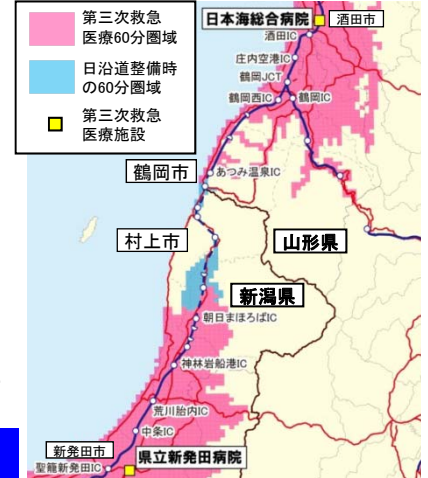 第三次救急
医療60分圏域
日沿道整備時
の60分圏域
第三次救急
医療施設
日本海総合病院
酒田市
酒田IC
庄内空港IC
鶴岡JCT
鶴岡西IC
鶴岡IC
鶴岡市
あつみ温泉IC
村上市
山形県
新潟県
朝日まほろばIC
神林岩船港IC
荒川胎内IC
中条IC
新発田市
県立新発田病院
聖籠新発田IC